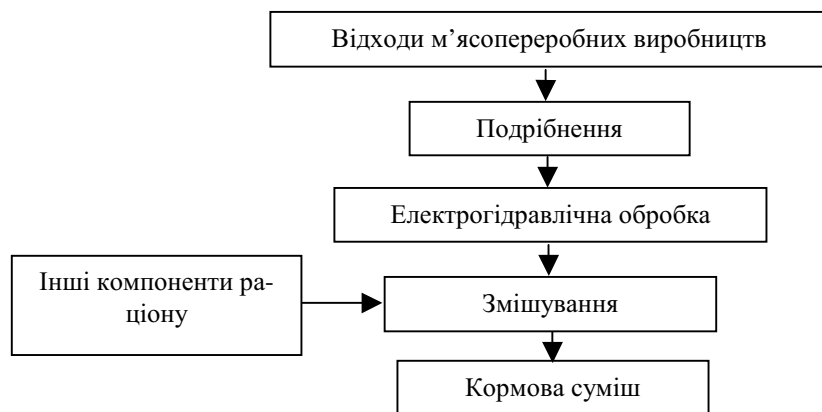 Відходи м’ясопереробних виробництв
Подрібнення
Електрогідравлічна обробка
Інші компоненти ра-
ціону
Змішування
Кормова суміш